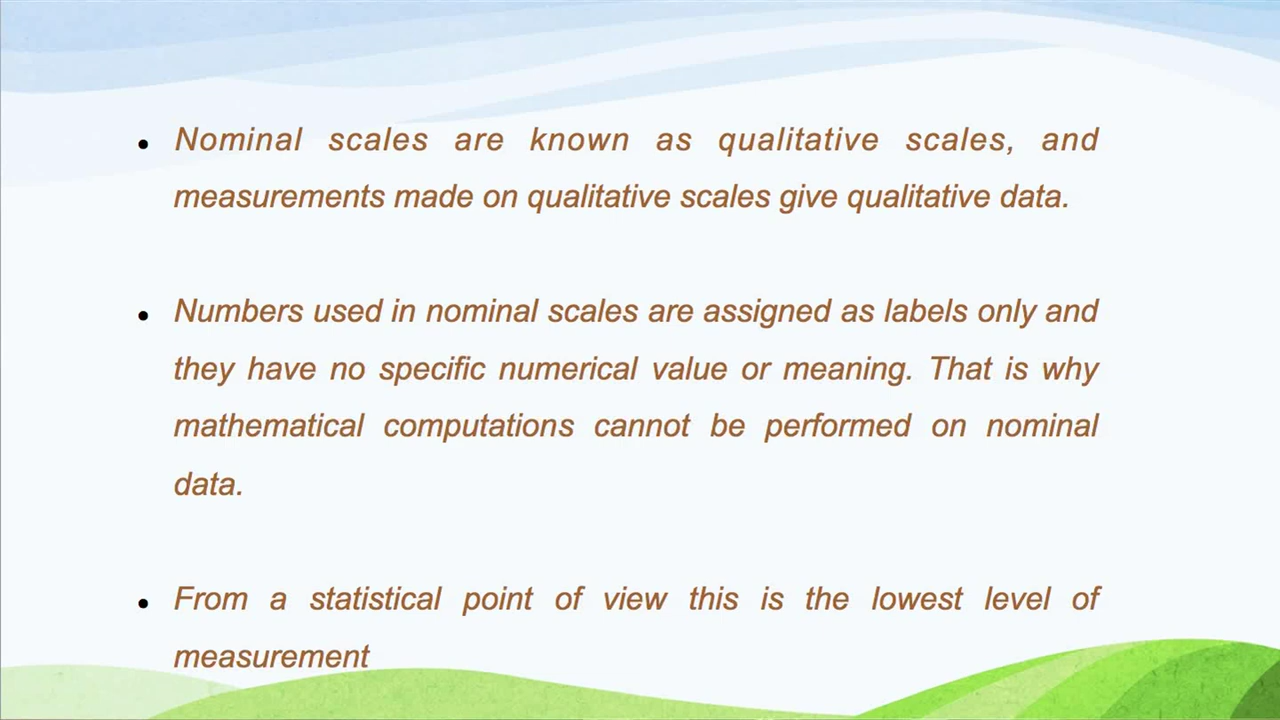 • Nominal scales are known as qualitative scales, and
measurements made on qualitative scales give qualitative data.
• Numbers used in nominal scales are assigned as labels only and
they have no specific numerical value or meaning. That is why
mathematical computations cannot be performed on nominal
data.
• From a statistical point of view this is the lowest level of
measurement